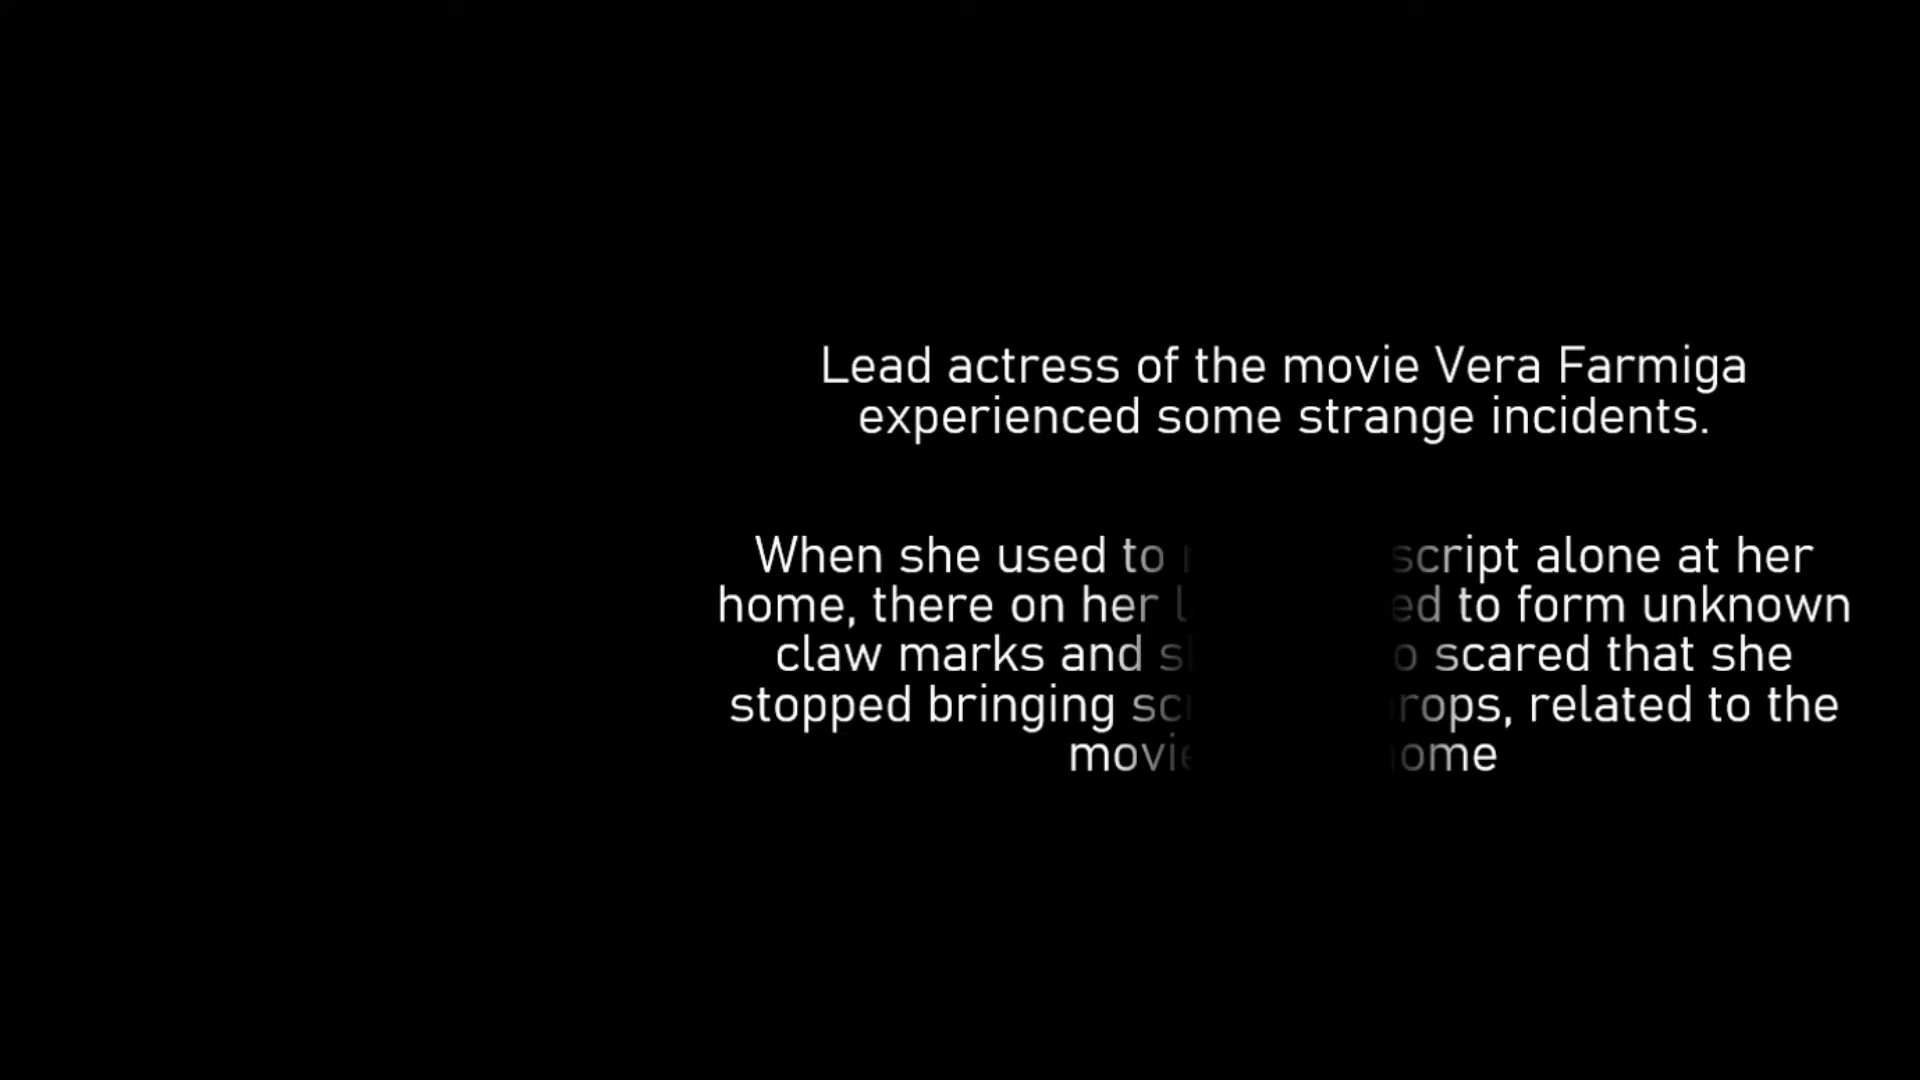 Lead actress of the movie Vera Farmiga
experienced some strange incidents.
When she used to script alone at her
home, there on her to form unknown
claw marks and scared that she
stopped bringing related to the